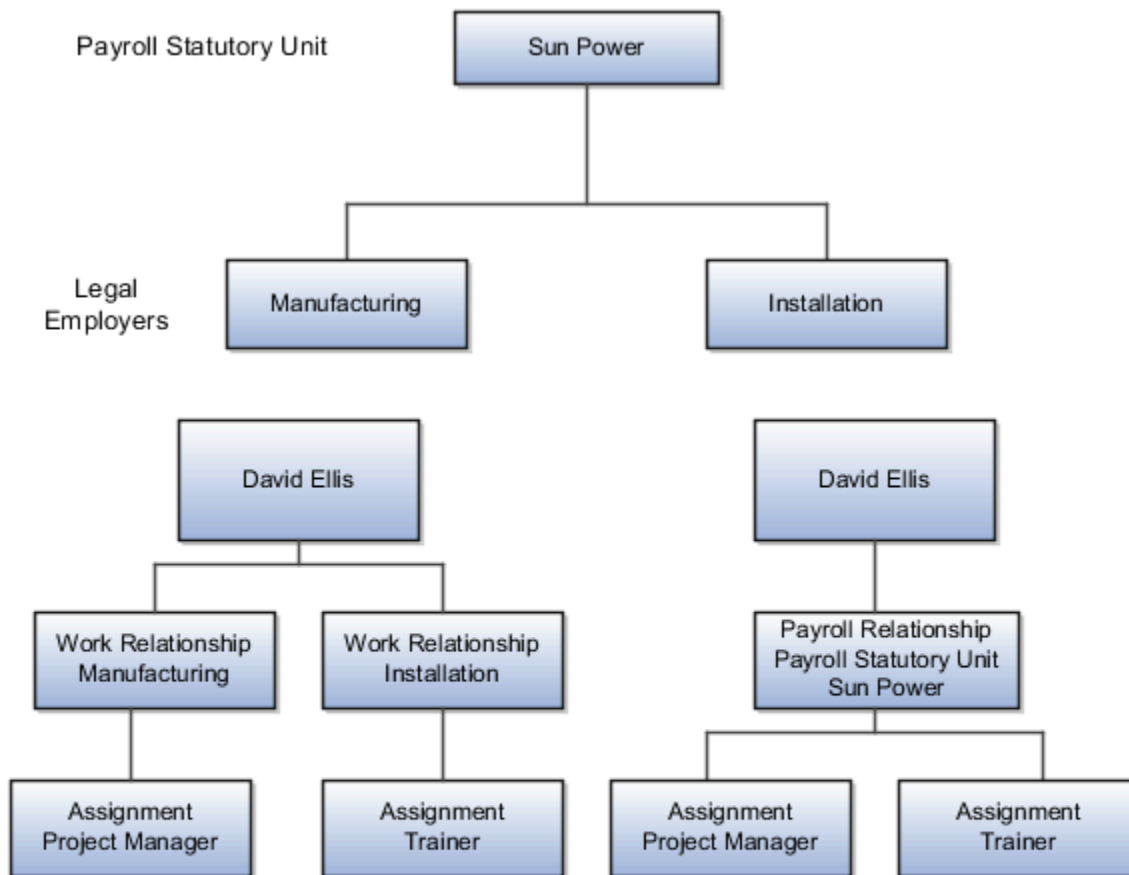 Payroll Statutory Unit
Sun Power
Legal
Employers
Manufacturing
Installation
David Ellis
David Ellis
Work Relationship
Manufacturing
Work Relationship
Installation
Payroll Relationship
Payroll Statutory Unit
Sun Power
Assignment
Project Manager
Assignment
Trainer
Assignment
Project Manager
Assignment
Trainer